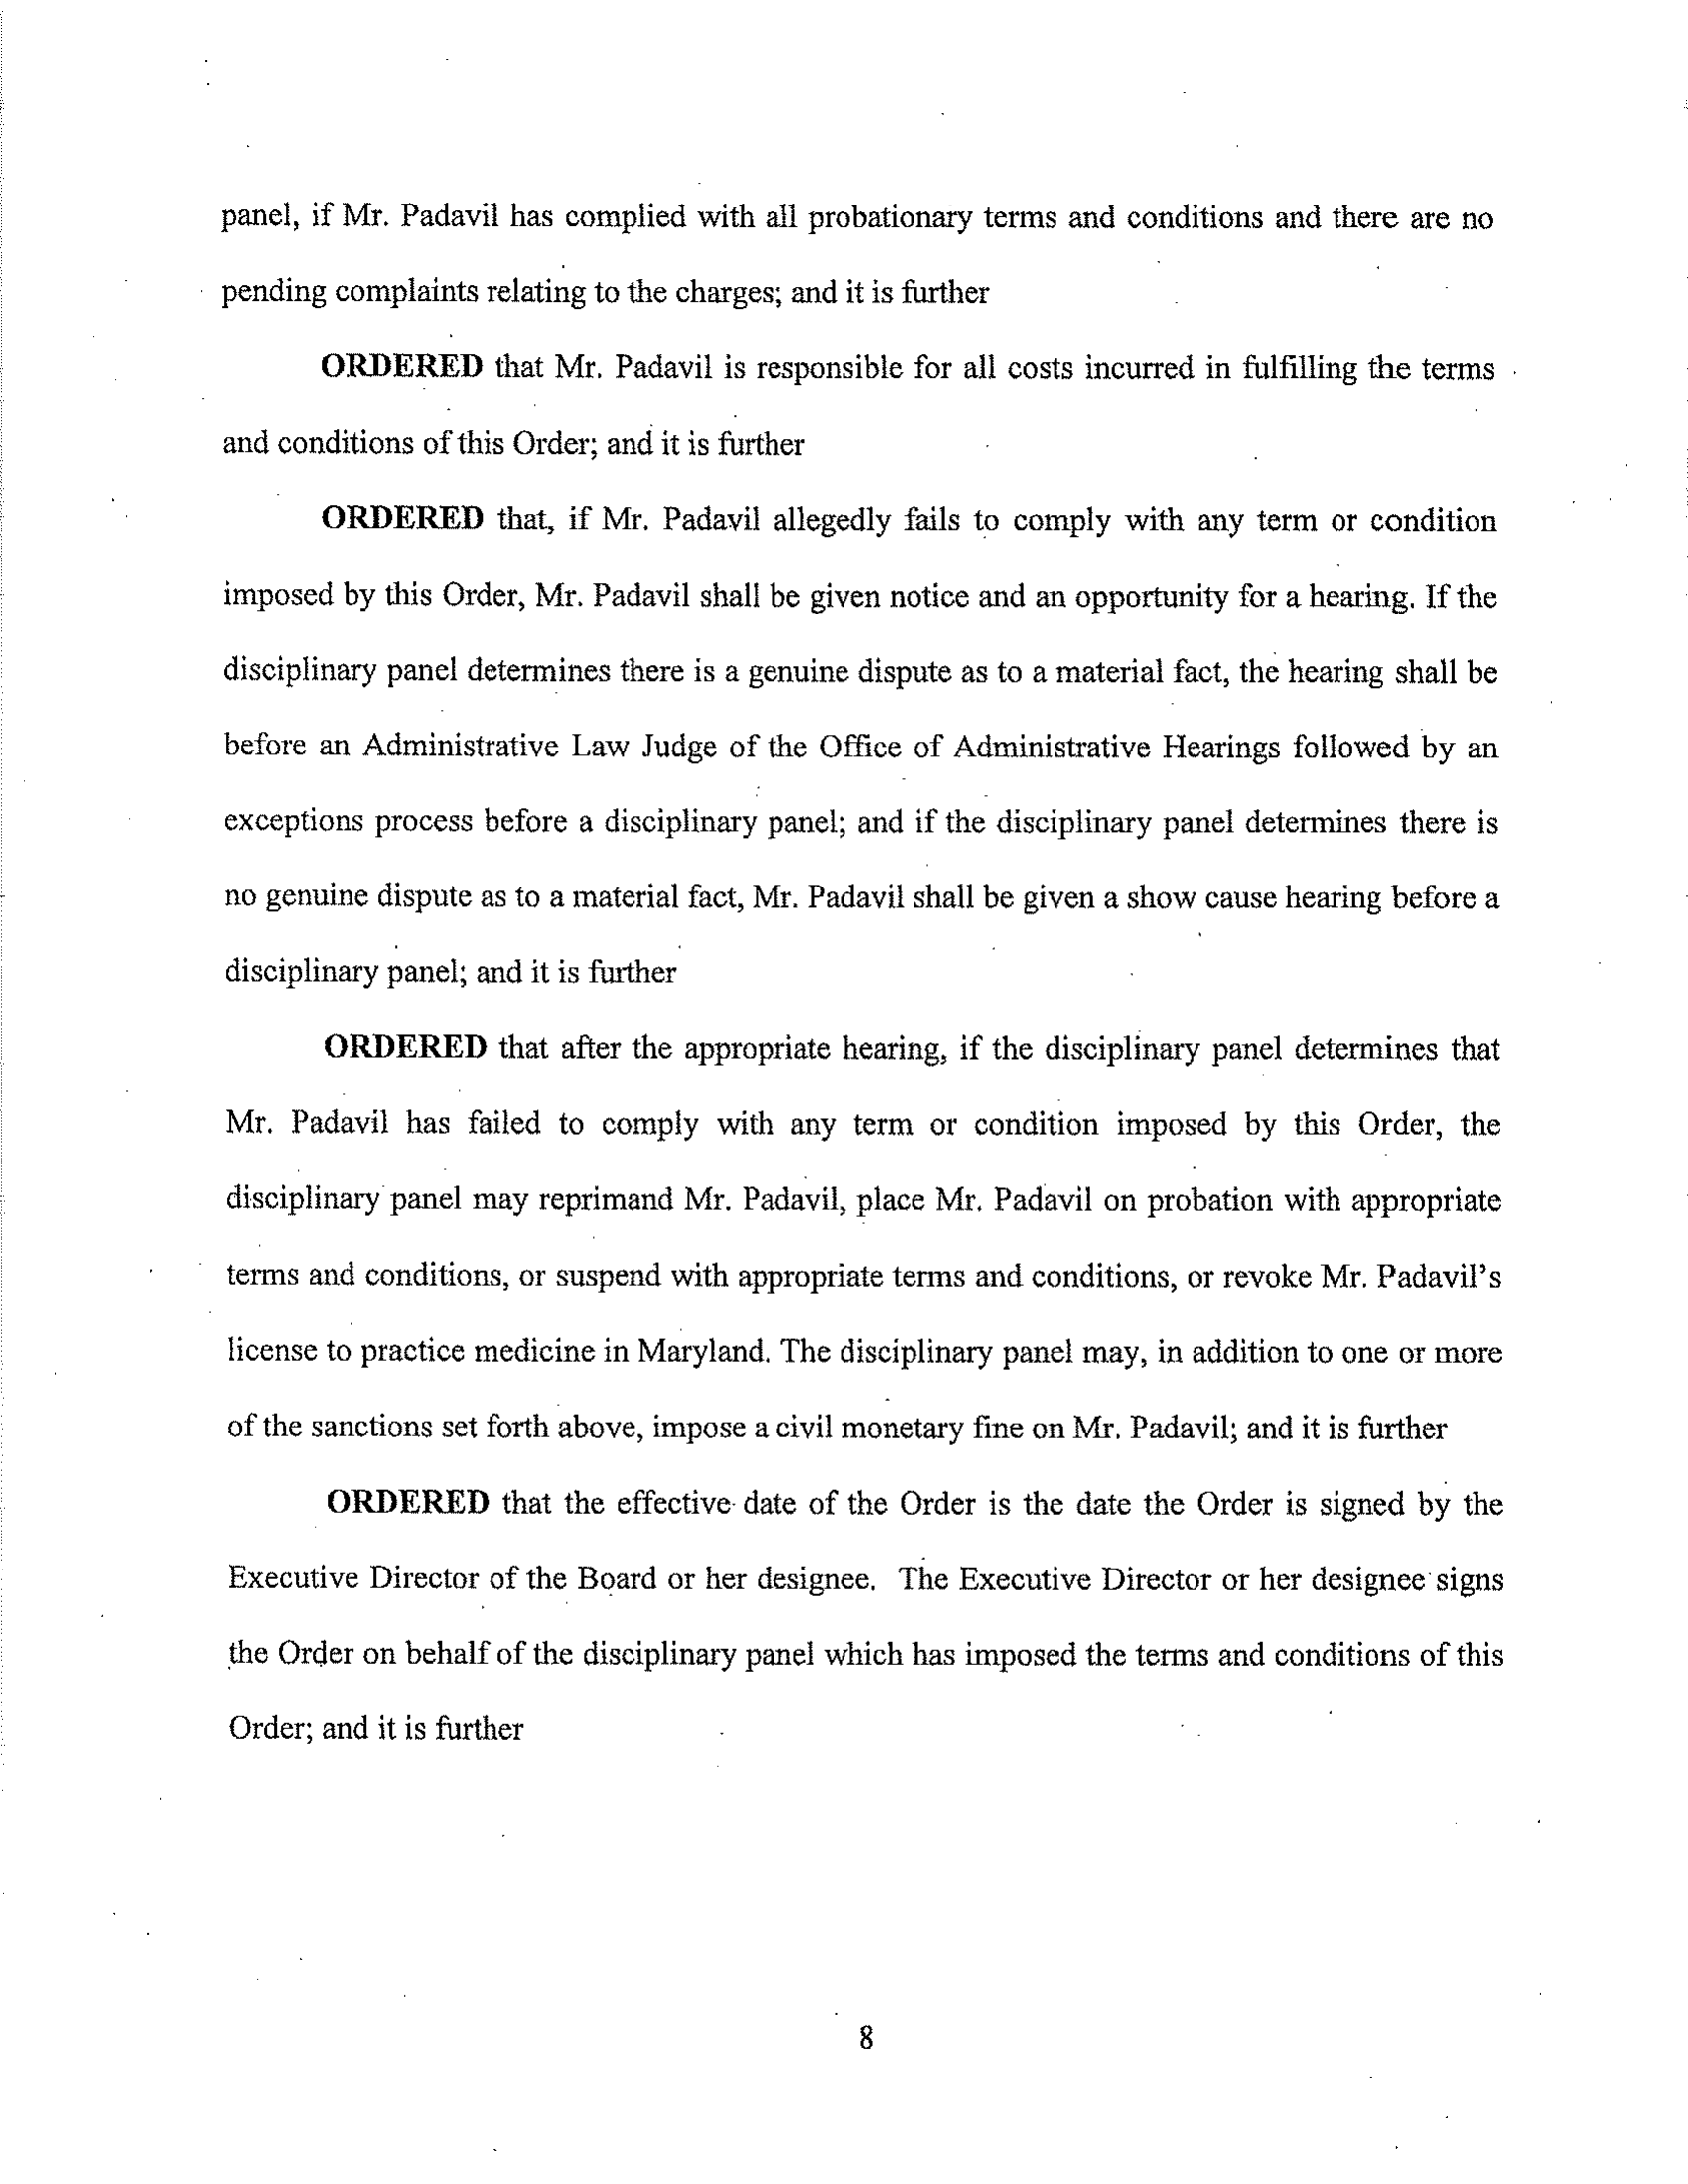 panel, if Mr. Padavil has complied with all probationary terms and conditions and there are no
pending complaints relating to the charges; and it is further
ORDERED that Mr. Padavil is responsible for all costs incurred in fulfilling the terms
and conditions of this Order; and it is further
ORDERED that, if Mr. Padavil allegedly fails to comply with any term or condition
imposed by this Order, Mr. Padavil shall be given notice and an opportunity for a hearing. If the
disciplinary panel determines there is a genuine dispute as to a material fact, the hearing shall be
before an Administrative Law Judge of the Office of Administrative Hearings followed by an
exceptions process before a disciplinary panel; and if the disciplinary panel determines there is
no genuine dispute as to a material fact, Mr. Padavil shall be given a show cause hearing before a
disciplinary panel; and it is further
ORDERED that after the appropriate hearing, if the disciplinary panel determines that
Mr. Padavil has failed to comply with any term or condition imposed by this Order, the
disciplinary panel may reprimand Mr. Padavil, place Mr. Padavil on probation with appropriate
terms and conditions, or suspend with appropriate terms and conditions, or revoke Mr. Padavil's
license to practice medicine in Maryland. The disciplinary panel may, in addition to one or more
of the sanctions set forth above, impose a civil monetary fine on Mr. Padavil; and it is further
ORDERED that the effective date of the Order is the date the Order is signed by the
Executive Director of the Board or her designee. The Executive Director or her designee signs
the Order on behalf of the disciplinary panel which has imposed the terms and conditions of this
Order; and it is further
8